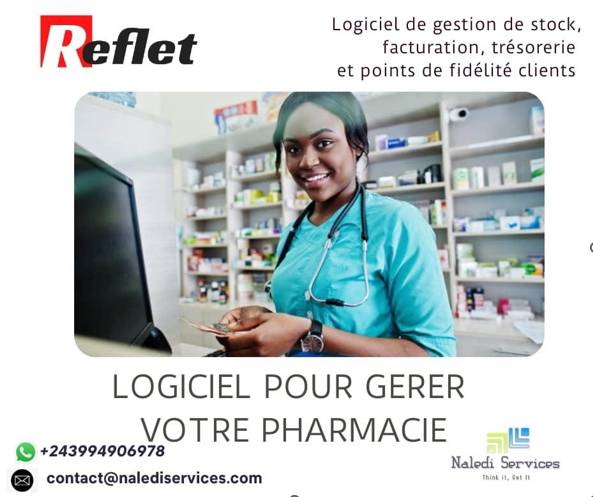 Reflet
Logiciel de gestion de stock,
facturation, trésorerie
et points de fidélité clients
LOGICIEL POUR GERER
VOTRE PHARMACIE
+243994906978
contact@nalediservices.com
Naledi Services
Think it, Get it